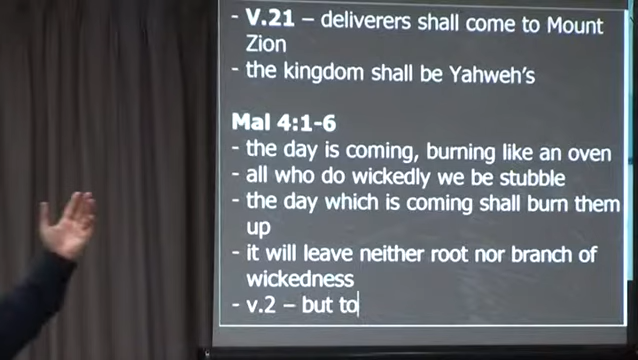 - V.21 – deliverers shall come to Mount
Zion
- the kingdom shall be Yahweh's
Mal 4:1-6
- the day is coming, burning like an oven
- all who do wickedly we be stubble
- the day which is coming shall burn them
up
- it will leave neither root nor branch of
wickedness
- v.2 – but to